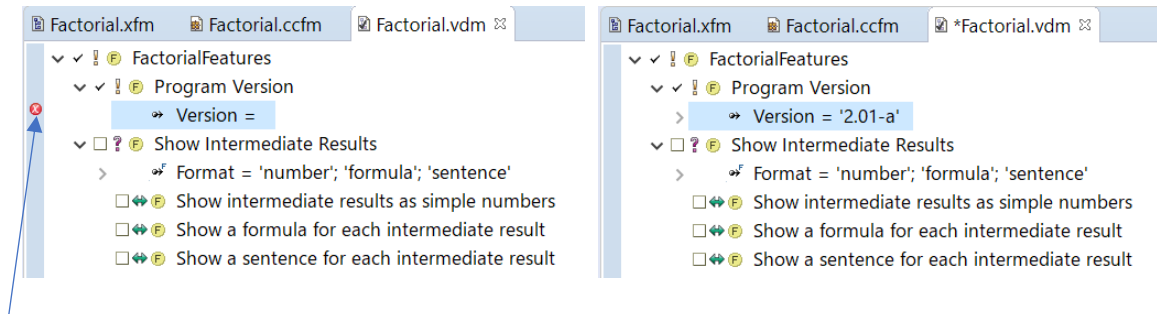 Factorial.xfm Factorial.ccfm Factorial.vdm
FactorialFeatures
Program Version
Version =
Show Intermediate Results
Format = 'number'; 'formula'; 'sentence'
Show intermediate results as simple numbers
Show a formula for each intermediate result
Show a sentence for each intermediate result
Factorial.xfm Factorial.ccfm *Factorial.vdm
FactorialFeatures
Program Version
Version = '2.01-a'
Show Intermediate Results
Format = 'number'; 'formula'; 'sentence'
Show intermediate results as simple numbers
Show a formula for each intermediate result
Show a sentence for each intermediate result